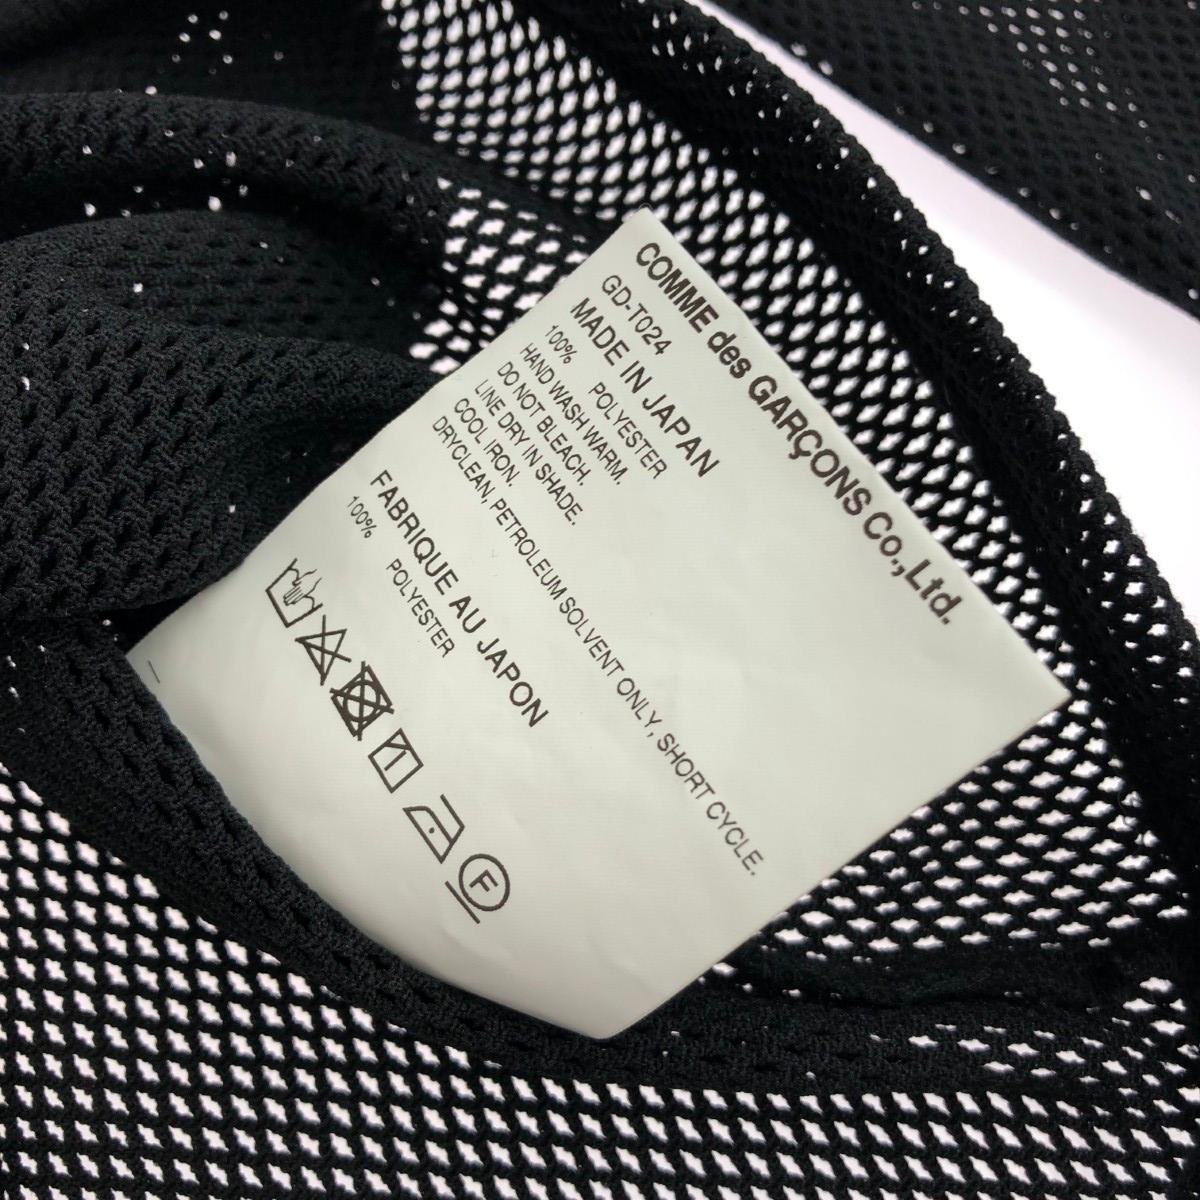 COMME des GARÇONS Co., Ltd.
GD-T024
MADE IN JAPAN
100% POLYESTER
HAND WASH WARM.
DO NOT BLEACH.
LINE DRY IN SHADE.
COOL IRON.
DRYCLEAN, PETROLEUM SOLVENT ONLY, SHORT CYCLE.
FABRIQUE AU JAPON
100% POLYESTER
F